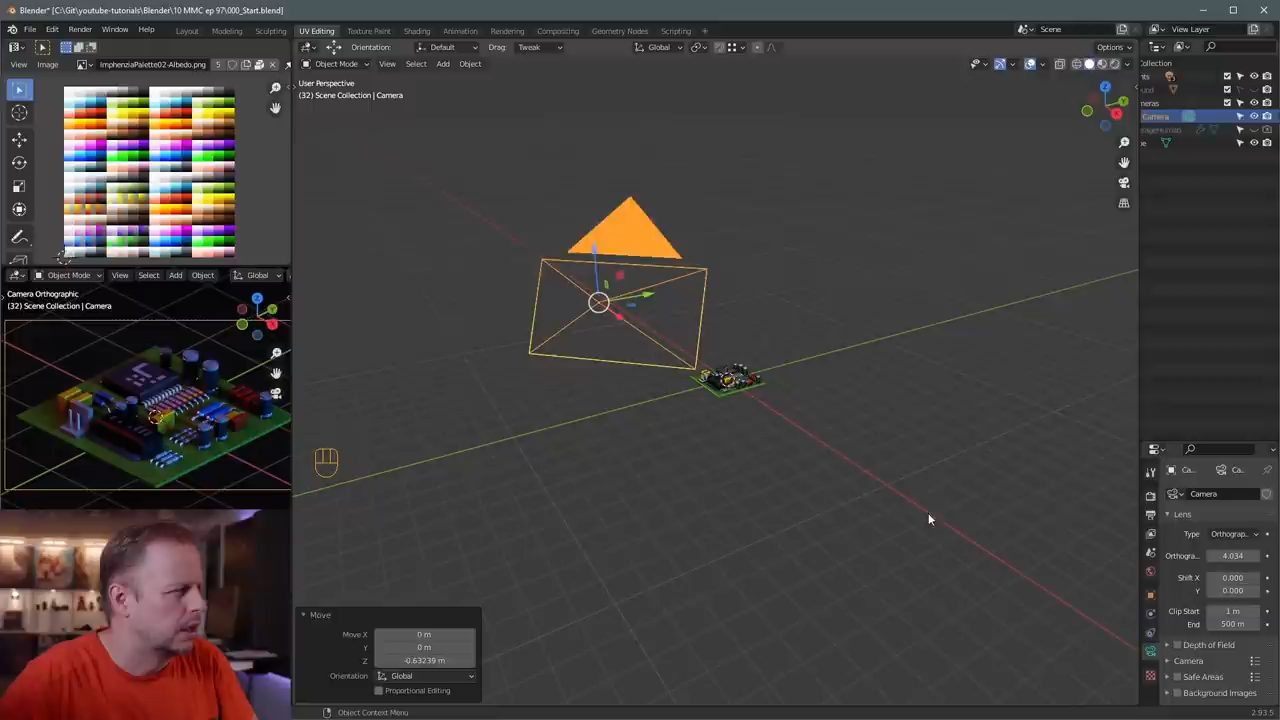 Blender* [C:\Git\youtube-tutorials\Blender\10 MMC ep 97\000_Start.blend]
File Edit Render Window Help Layout Modeling Sculpting UV Editing Texture Paint Shading Animation Rendering Compositing Geometry Nodes Scripting + Scene View Layer
Orientation: Default Drag: Tweak Global Options
View Image ImphenziaPalette02-Albedo.png 5 Object Mode View Select Add Object
User Perspective
(32) Scene Collection | Camera
Collection
Camera
Object Mode View Select Add Object Global
Camera Orthographic
(32) Scene Collection | Camera
Ca... Ca...
Camera
Lens
Type Orthograp..
Orthogra.. 4.034
Shift X 0.000
Y 0.000
Clip Start 1 m
End 500 m
Depth of Field
Camera
Safe Areas
Background Images
Move
Move X 0 m
Y 0 m
Z -0.63239 m
Orientation Global
Proportional Editing
Object Context Menu 2.93.5